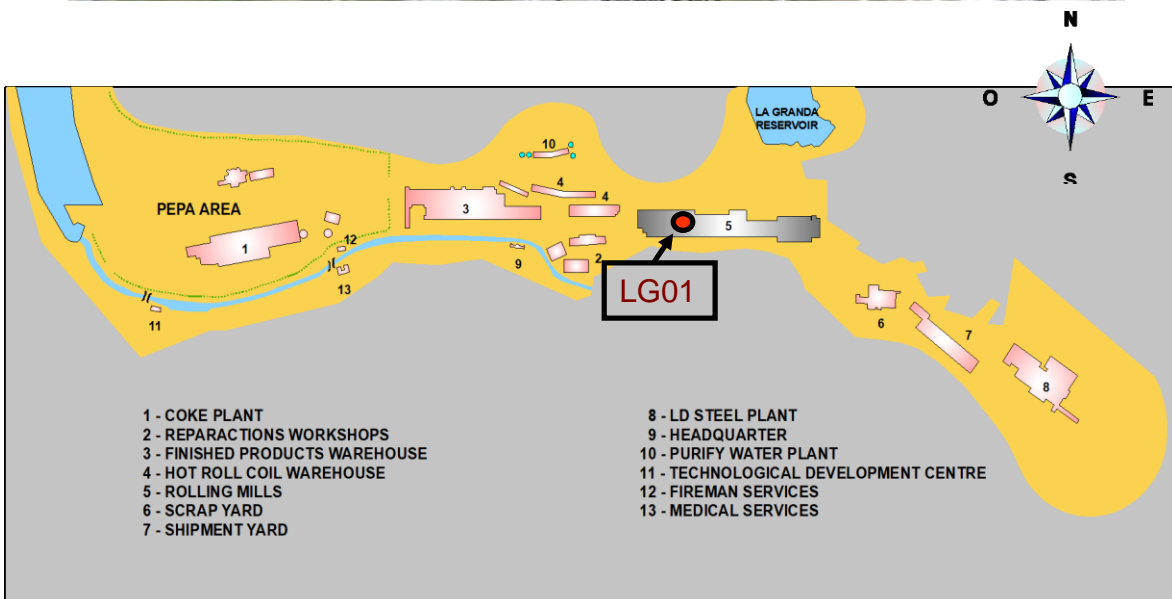 N
O
E
S
LA GRANDA
RESERVOIR
10
4
4
PEPA AREA
3
5
1
12
9
2
13
LG01
11
6
7
8
1 - COKE PLANT
2 - REPARACTIONS WORKSHOPS
3 - FINISHED PRODUCTS WAREHOUSE
4 - HOT ROLL COIL WAREHOUSE
5 - ROLLING MILLS
6 - SCRAP YARD
7 - SHIPMENT YARD
8 - LD STEEL PLANT
9 - HEADQUARTER
10 - PURIFY WATER PLANT
11 - TECHNOLOGICAL DEVELOPMENT CENTRE
12 - FIREMAN SERVICES
13 - MEDICAL SERVICES